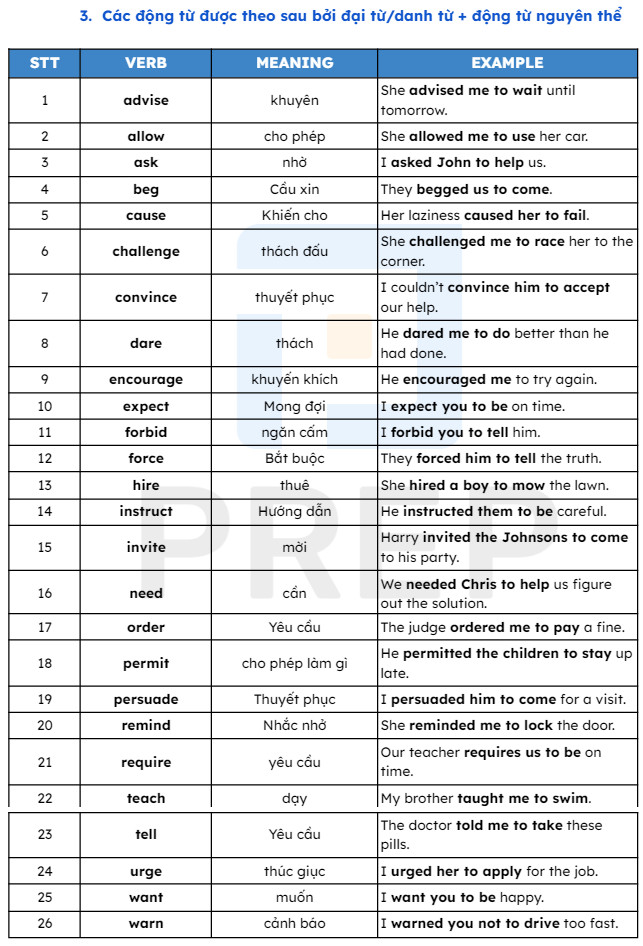 3. Các động từ được theo sau bởi đại từ/danh từ + động từ nguyên thể
STT VERB MEANING EXAMPLE
1 advise khuyên She advised me to wait until
tomorrow.
2 allow cho phép She allowed me to use her car.
3 ask nhờ I asked John to help us.
4 beg Cầu xin They begged us to come.
5 cause Khiến cho Her laziness caused her to fail.
6 challenge thách đấu She challenged me to race her to the
corner.
7 convince thuyết phục I couldn't convince him to accept
our help.
8 dare thách He dared me to do better than he
had done.
9 encourage khuyến khích He encouraged me to try again.
10 expect Mong đợi I expect you to be on time.
11 forbid ngăn cấm I forbid you to tell him.
12 force Bắt buộc They forced him to tell the truth.
13 hire thuê She hired a boy to mow the lawn.
14 instruct Hướng dẫn He instructed them to be careful.
15 invite mời Harry invited the Johnsons to come
to his party.
16 need cần We needed Chris to help us figure
out the solution.
17 order Yêu cầu The judge ordered me to pay a fine.
18 permit cho phép làm gì He permitted the children to stay up
late.
19 persuade Thuyết phục I persuaded him to come for a visit.
20 remind Nhắc nhở She reminded me to lock the door.
21 require yêu cầu Our teacher requires us to be on
time.
22 teach dạy My brother taught me to swim.
23 tell Yêu cầu The doctor told me to take these
pills.
24 urge thúc giục I urged her to apply for the job.
25 want muốn I want you to be happy.
26 warn cảnh báo I warned you not to drive too fast.
PREP